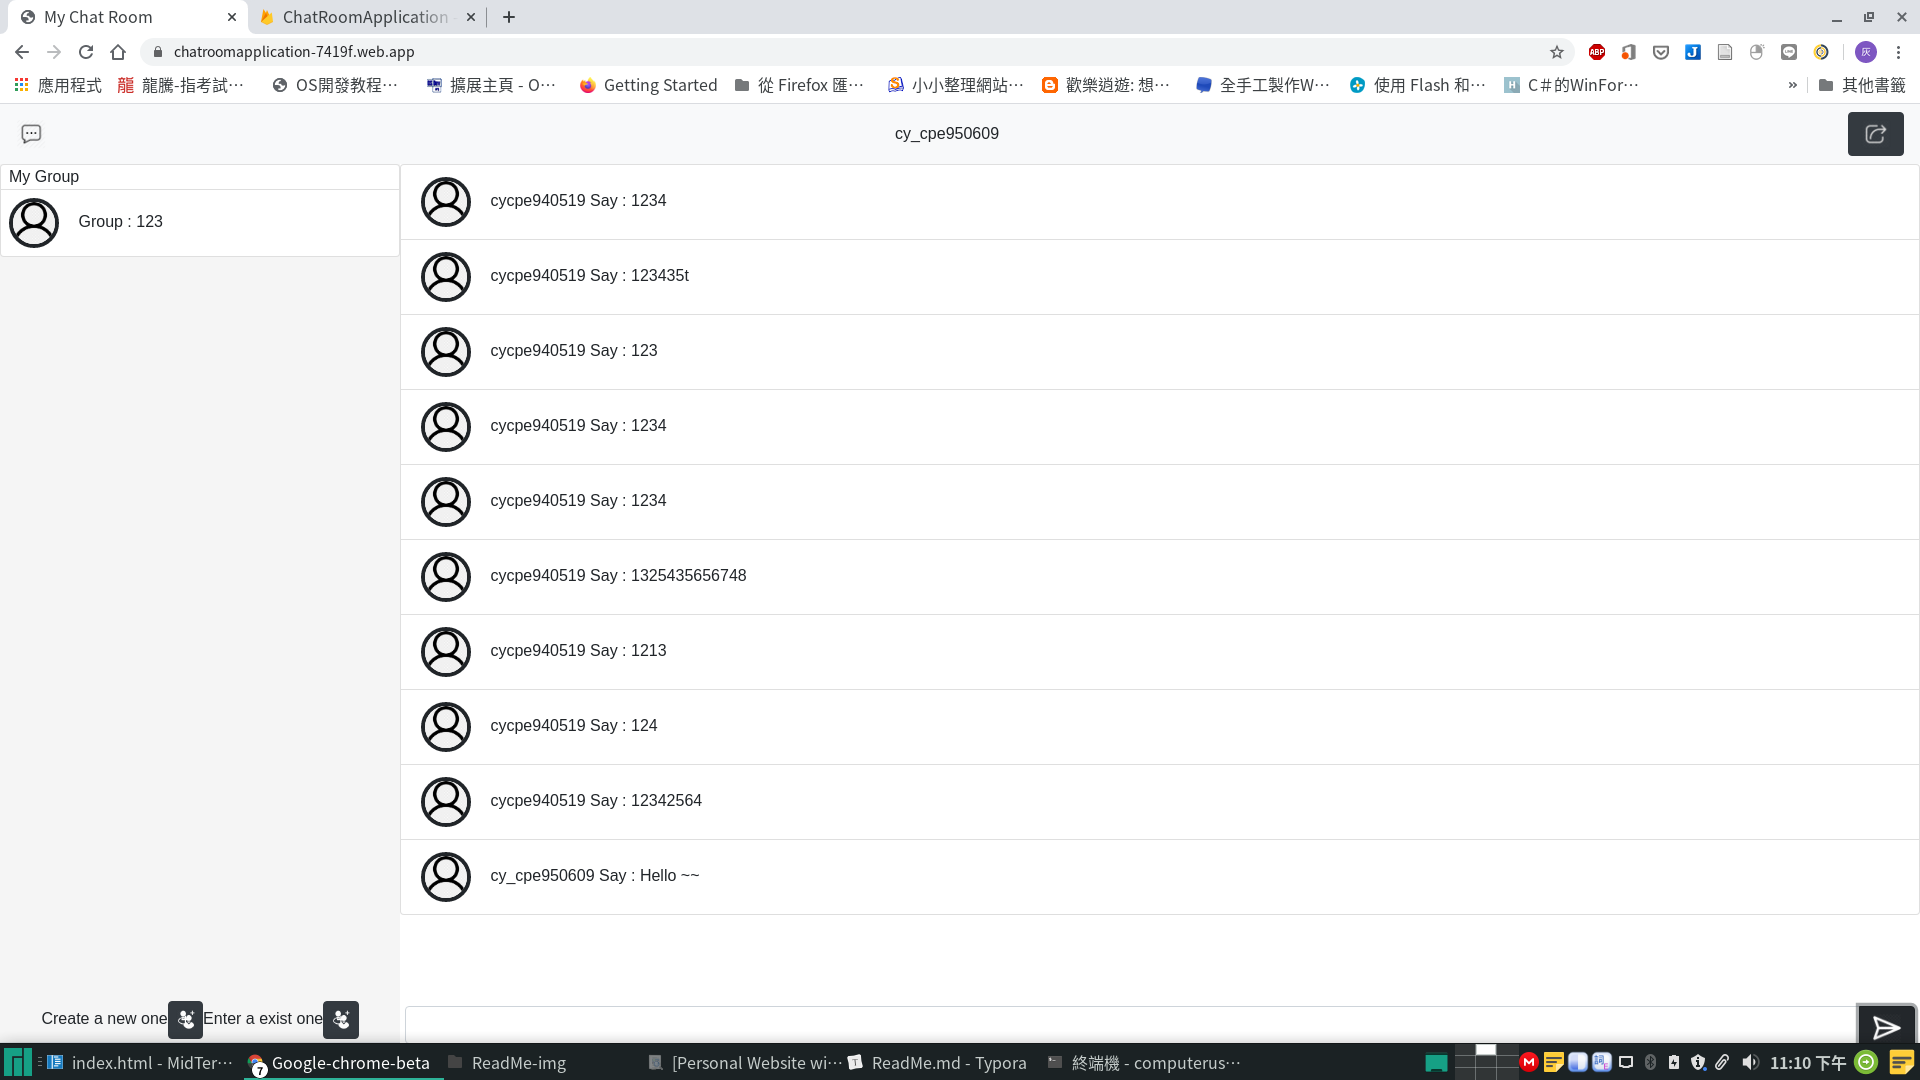 My Chat Room
ChatRoomApplication
chatroomapplication-7419f.web.app
ABP
J
灰
應用程式
龍 龍騰-指考試…
OS開發教程…
擴展主頁 - O…
Getting Started
從 Firefox 匯…
小小整理網站…
歡樂逍遊: 想…
全手工製作W…
使用 Flash 和…
H C#的WinFor…
»
其他書籤
cy_cpe950609
My Group
Group : 123
cycpe940519 Say : 1234
cycpe940519 Say : 123435t
cycpe940519 Say : 123
cycpe940519 Say : 1234
cycpe940519 Say : 1234
cycpe940519 Say : 1325435656748
cycpe940519 Say : 1213
cycpe940519 Say : 124
cycpe940519 Say : 12342564
cy_cpe950609 Say : Hello ~~
Create a new one
Enter a exist one
index.html - MidTer…
7
Google-chrome-beta
ReadMe-img
[Personal Website wi…
T ReadMe.md - Typora
終端機 - computerus…
M
11:10 下午